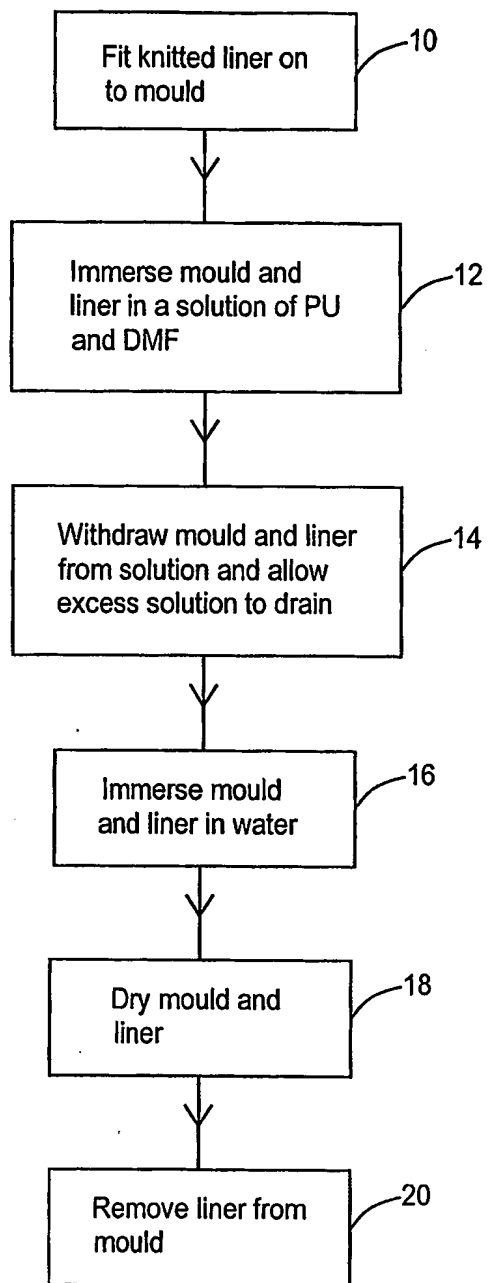 Fit knitted liner on
to mould
10
Immerse mould and
liner in a solution of PU
and DMF
12
Withdraw mould and liner
from solution and allow
excess solution to drain
14
Immerse mould
and liner in water
16
Dry mould and
liner
18
Remove liner from
mould
20